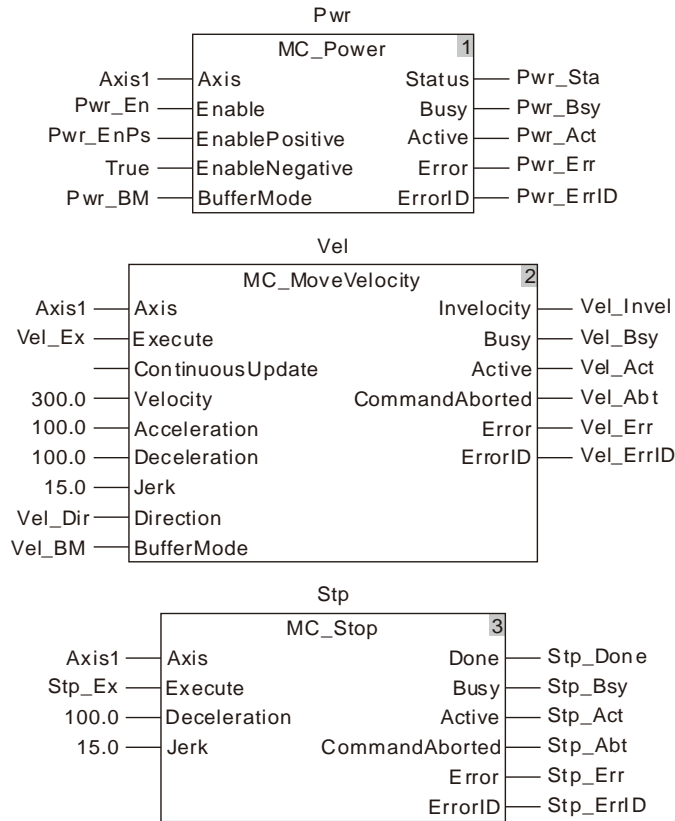 Pwr
MC_Power 1
Axis1 Axis Status Pwr_Sta
Pwr_En Enable Busy Pwr_Bsy
Pwr_EnPs EnablePositive Active Pwr_Act
True EnableNegative Error Pwr_Err
Pwr_BM BufferMode ErrorID Pwr_ErrID
Vel
MC_MoveVelocity 2
Axis1 Axis Invelocity Vel_Invel
Vel_Ex Execute Busy Vel_Bsy
ContinuousUpdate Active Vel_Act
300.0 Velocity CommandAborted Vel_Abt
100.0 Acceleration Error Vel_Err
100.0 Deceleration ErrorID Vel_ErrID
15.0 Jerk
Vel_Dir Direction
Vel_BM BufferMode
Stp
MC_Stop 3
Axis1 Axis Done Stp_Done
Stp_Ex Execute Busy Stp_Bsy
100.0 Deceleration Active Stp_Act
15.0 Jerk CommandAborted Stp_Abt
Error Stp_Err
ErrorID Stp_ErrID